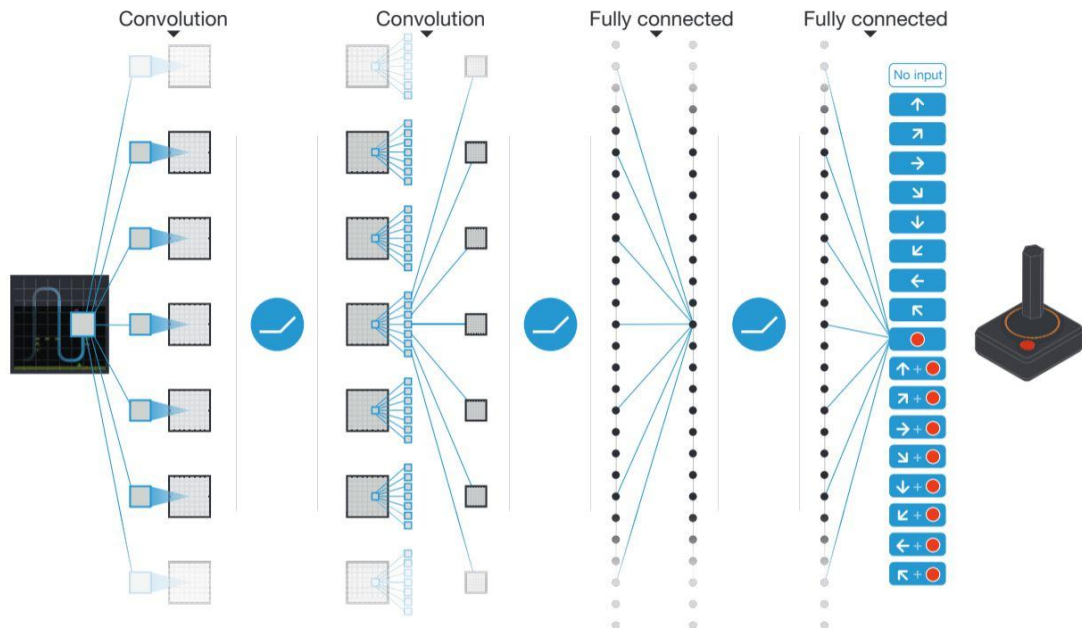 Convolution
Convolution
Fully connected
Fully connected
No input
+
+
+
+
+
+
+
+